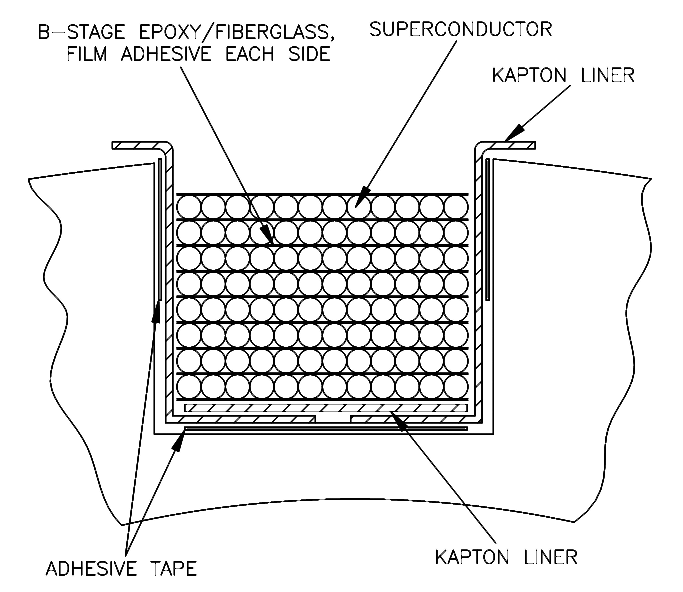 B-STAGE EPOXY/FIBERGLASS,
FILM ADHESIVE EACH SIDE
SUPERCONDUCTOR
KAPTON LINER
ADHESIVE TAPE
KAPTON LINER